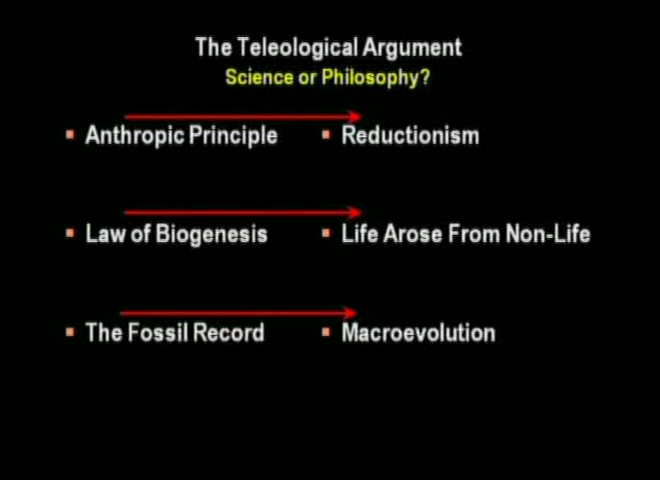 The Teleological Argument
Science or Philosophy?
▪ Anthropic Principle ▪ Reductionism
▪ Law of Biogenesis ▪ Life Arose From Non-Life
▪ The Fossil Record ▪ Macroevolution